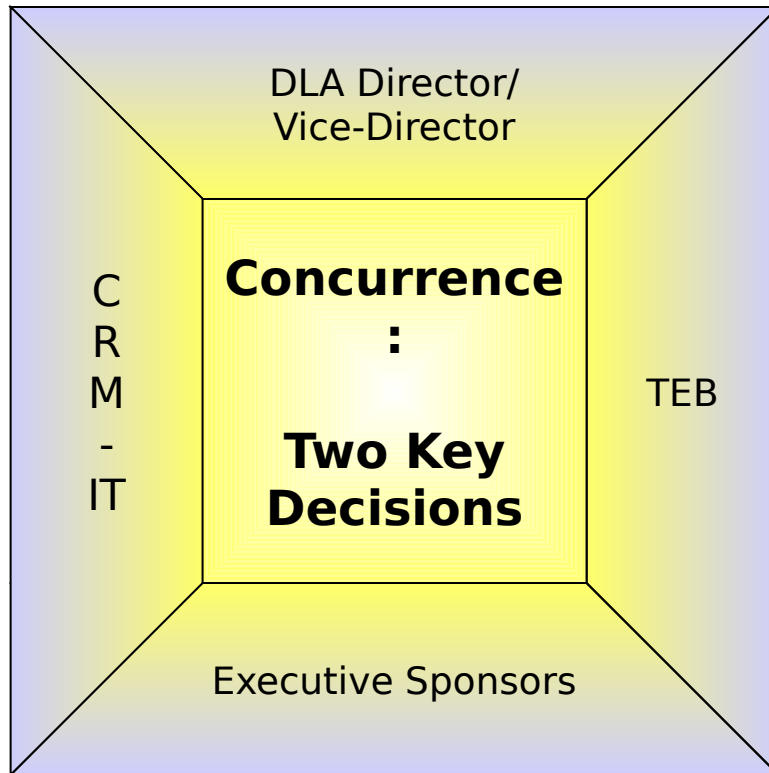 DLA Director/
Vice-Director
C
R
M
-
IT
Concurrence
:
Two Key
Decisions
TEB
Executive Sponsors